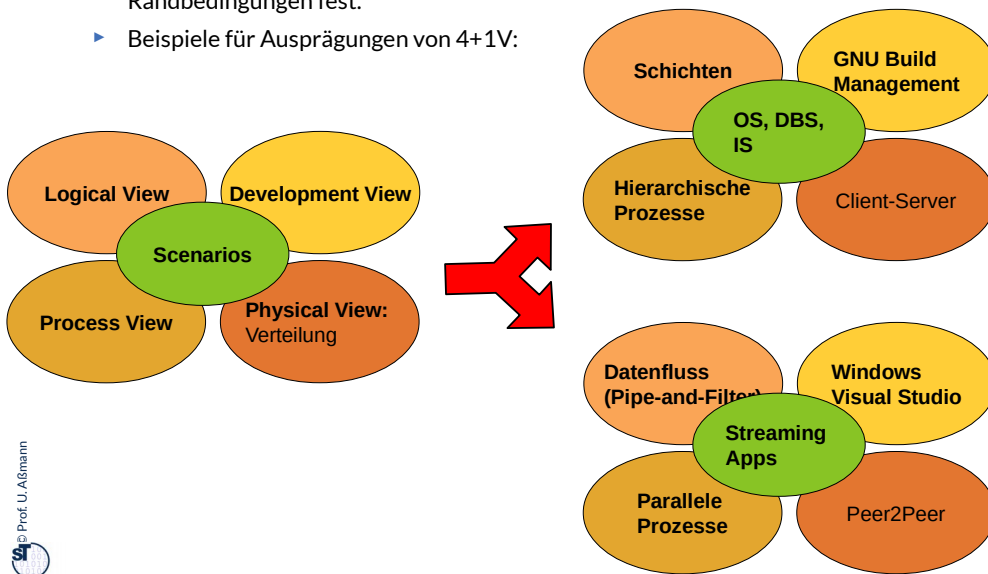 Randbedingungen fest.
▸ Beispiele für Ausprägungen von 4+1V:
Logical View
Development View
Scenarios
Process View
Physical View:
Verteilung
Schichten
GNU Build
Management
OS, DBS,
IS
Hierarchische
Prozesse
Client-Server
Datenfluss
(Pipe-and-Filter)
Windows
Visual Studio
Streaming
Apps
Parallele
Prozesse
Peer2Peer
© Prof. U. Aßmann
ST